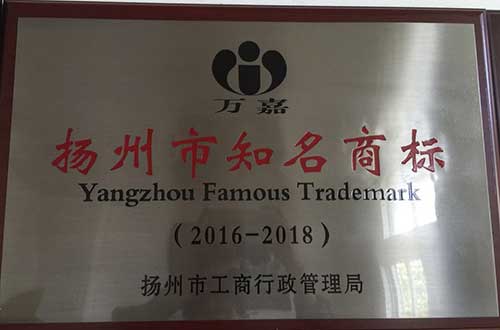 万嘉
扬州市知名商标
Yangzhou Famous Trademark
(2016-2018)
扬州市工商行政管理局